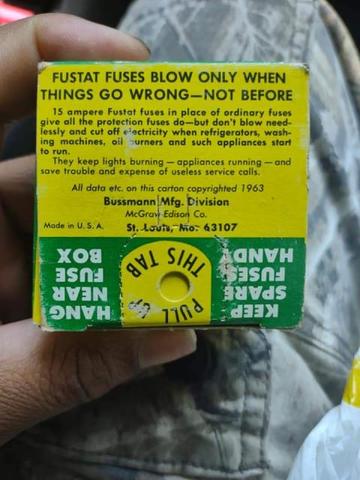 FUSTAT FUSES BLOW ONLY WHEN
THINGS GO WRONG—NOT BEFORE
15 ampere Fustat fuses in place of ordinary fuses
give all the protection fuses do—but don't blow need-
lessly and cut off electricity when refrigerators, wash-
ing machines, oil burners and such appliances start
to run.
They keep lights burning—appliances running—and
save trouble and expense of useless service calls.
All data etc. on this carton copyrighted 1963
Bussmann Mfg. Division
McGraw-Edison Co.
Made in U.S.A. St. Louis, Mo. 63107
KEEP
SPARE
FUSES
HANDY
PULL UP
THIS TAB
HANG
NEAR
FUSE
BOX